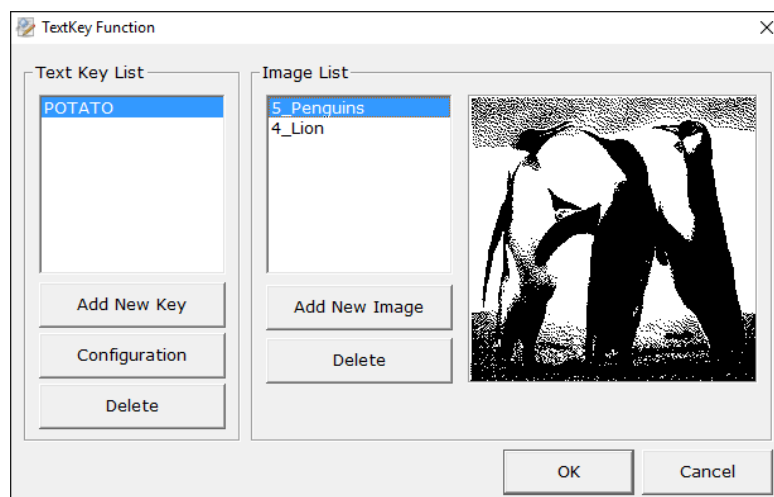 TextKey Function
Text Key List
POTATO
Add New Key
Configuration
Delete
Image List
5_Penguins
4_Lion
Add New Image
Delete
OK
Cancel